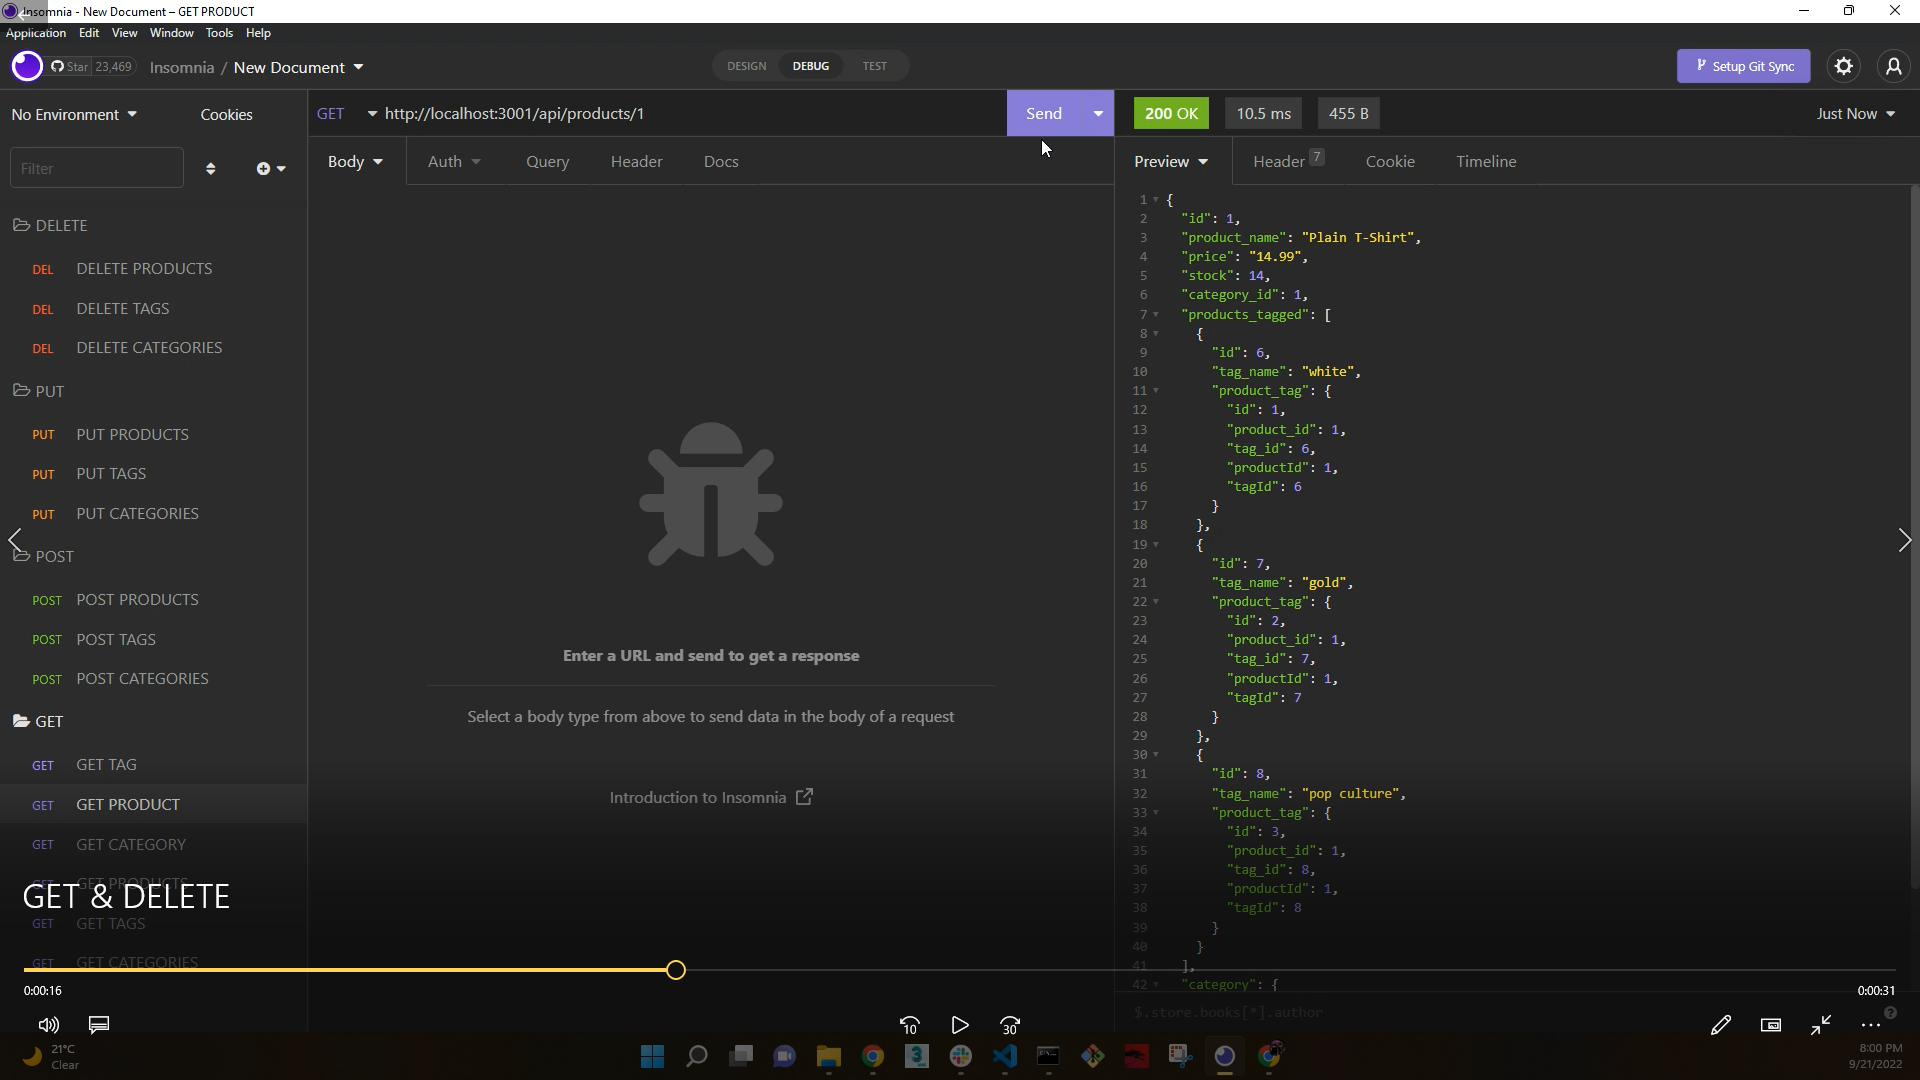 Insomnia - New Document – GET PRODUCT
Application Edit View Window Tools Help
Star 23,469 Insomnia / New Document
DESIGN DEBUG TEST
Setup Git Sync
No Environment Cookies
GET http://localhost:3001/api/products/1 Send
200 OK 10.5 ms 455 B Just Now
Filter
Body Auth Query Header Docs
Preview Header 7 Cookie Timeline
DELETE
DEL DELETE PRODUCTS
DEL DELETE TAGS
DEL DELETE CATEGORIES
PUT
PUT PUT PRODUCTS
PUT PUT TAGS
PUT PUT CATEGORIES
POST
POST POST PRODUCTS
POST POST TAGS
POST POST CATEGORIES
GET
GET GET TAG
GET GET PRODUCT
GET GET CATEGORY
GET GET PRODUCTS
GET & DELETE
GET GET TAGS
GET GET CATEGORIES
Enter a URL and send to get a response
Select a body type from above to send data in the body of a request
Introduction to Insomnia
1 {
2 "id": 1,
3 "product_name": "Plain T-Shirt",
4 "price": "14.99",
5 "stock": 14,
6 "category_id": 1,
7 "products_tagged": [
8 {
9 "id": 6,
10 "tag_name": "white",
11 "product_tag": {
12 "id": 1,
13 "product_id": 1,
14 "tag_id": 6,
15 "productId": 1,
16 "tagId": 6
17 }
18 },
19 {
20 "id": 7,
21 "tag_name": "gold",
22 "product_tag": {
23 "id": 2,
24 "product_id": 1,
25 "tag_id": 7,
26 "productId": 1,
27 "tagId": 7
28 }
29 },
30 {
31 "id": 8,
32 "tag_name": "pop culture",
33 "product_tag": {
34 "id": 3,
35 "product_id": 1,
36 "tag_id": 8,
37 "productId": 1,
38 "tagId": 8
39 }
40 }
41 ],
42 "category": {
$.store.books[*].author
0:00:16
0:00:31
10
30
21°C
Clear
3
8:00 PM
9/21/2022